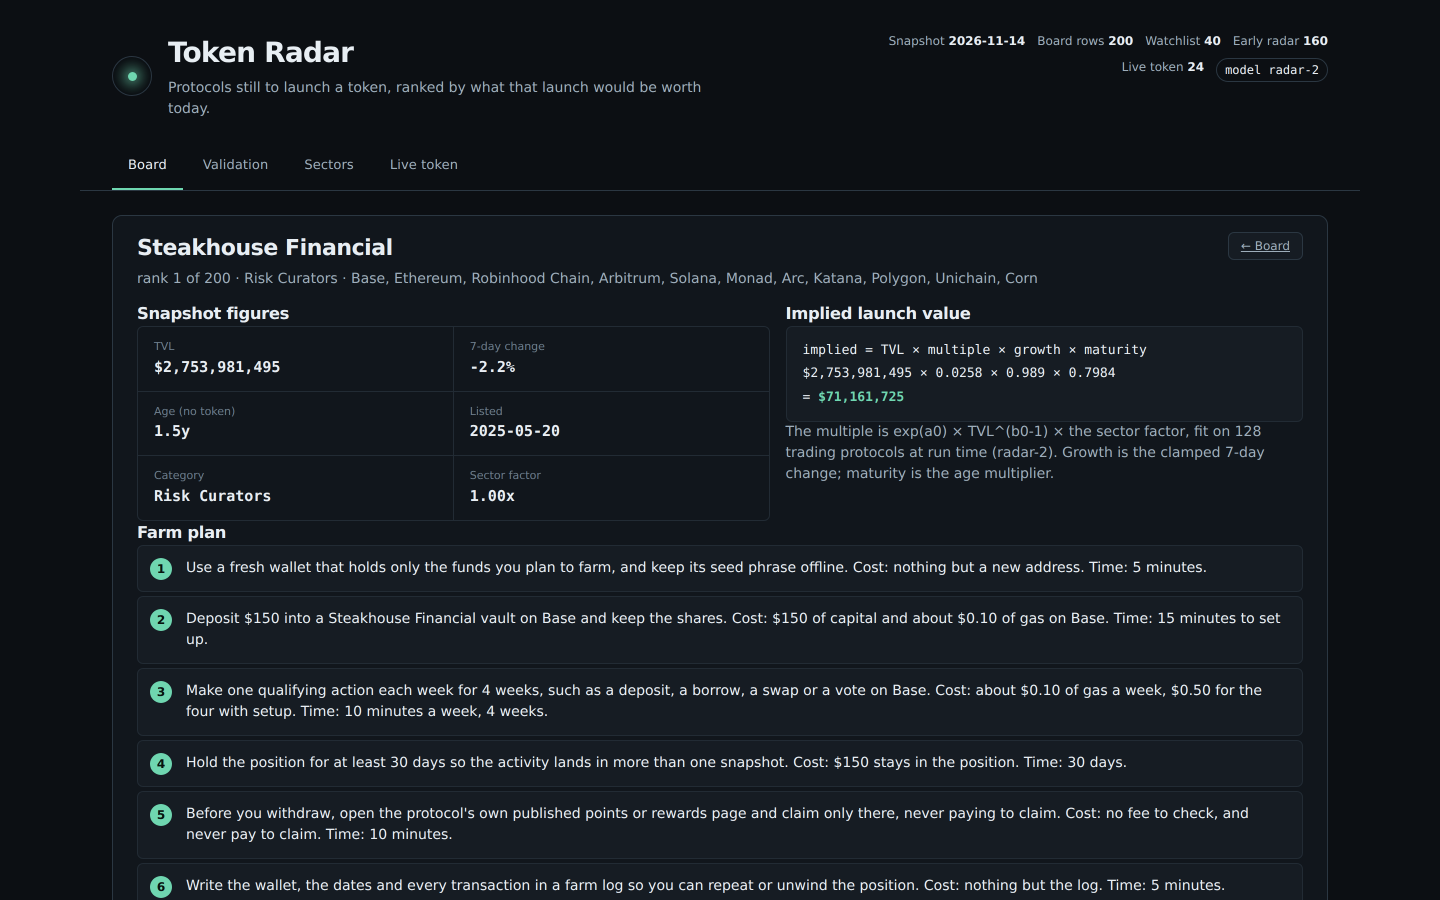 Token Radar
Protocols still to launch a token, ranked by what that launch would be worth
today.
Snapshot 2026-11-14 Board rows 200 Watchlist 40 Early radar 160
Live token 24 model radar-2
Board Validation Sectors Live token
Steakhouse Financial
← Board
rank 1 of 200 · Risk Curators · Base, Ethereum, Robinhood Chain, Arbitrum, Solana, Monad, Arc, Katana, Polygon, Unichain, Corn
Snapshot figures
TVL
$2,753,981,495
7-day change
-2.2%
Age (no token)
1.5y
Listed
2025-05-20
Category
Risk Curators
Sector factor
1.00x
Implied launch value
implied = TVL × multiple × growth × maturity
$2,753,981,495 × 0.0258 × 0.989 × 0.7984
= $71,161,725
The multiple is exp(a0) × TVL^(b0-1) × the sector factor, fit on 128
trading protocols at run time (radar-2). Growth is the clamped 7-day
change; maturity is the age multiplier.
Farm plan
1 Use a fresh wallet that holds only the funds you plan to farm, and keep its seed phrase offline. Cost: nothing but a new address. Time: 5 minutes.
2 Deposit $150 into a Steakhouse Financial vault on Base and keep the shares. Cost: $150 of capital and about $0.10 of gas on Base. Time: 15 minutes to set
up.
3 Make one qualifying action each week for 4 weeks, such as a deposit, a borrow, a swap or a vote on Base. Cost: about $0.10 of gas a week, $0.50 for the
four with setup. Time: 10 minutes a week, 4 weeks.
4 Hold the position for at least 30 days so the activity lands in more than one snapshot. Cost: $150 stays in the position. Time: 30 days.
5 Before you withdraw, open the protocol's own published points or rewards page and claim only there, never paying to claim. Cost: no fee to check, and
never pay to claim. Time: 10 minutes.
6 Write the wallet, the dates and every transaction in a farm log so you can repeat or unwind the position. Cost: nothing but the log. Time: 5 minutes.